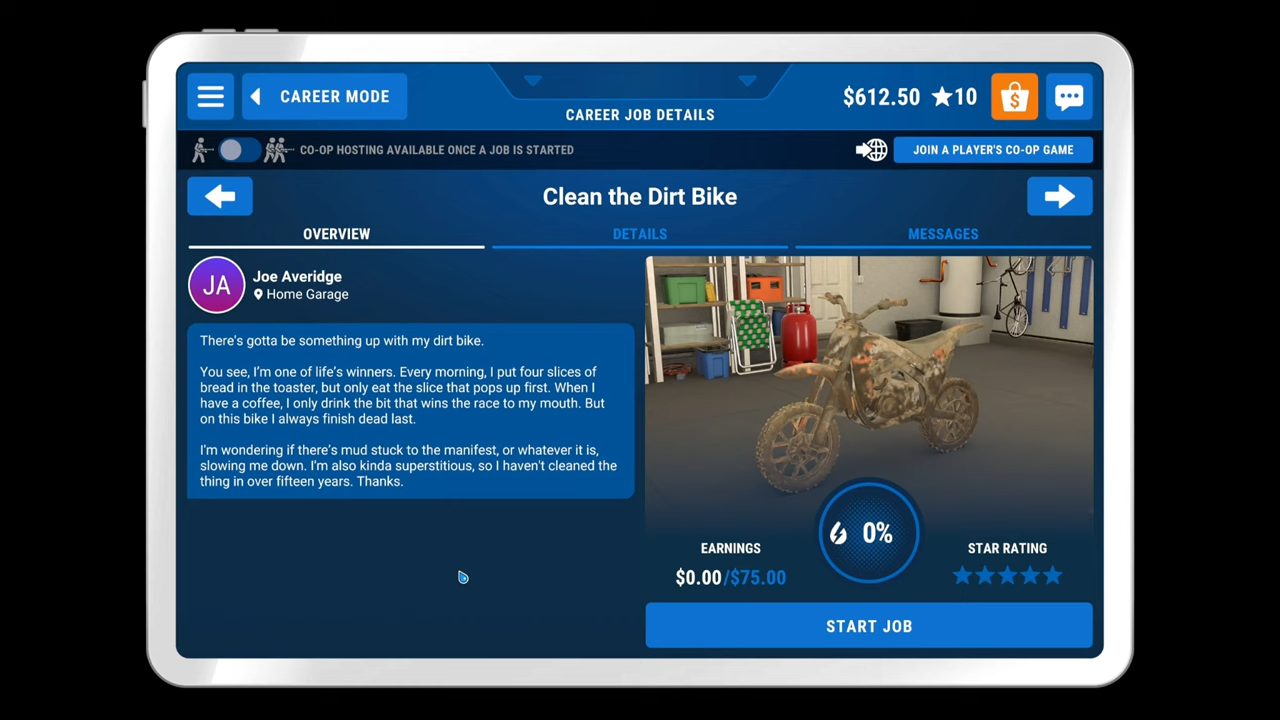 CAREER MODE
CAREER JOB DETAILS
$612.50 ★10
CO-OP HOSTING AVAILABLE ONCE A JOB IS STARTED
JOIN A PLAYER'S CO-OP GAME
Clean the Dirt Bike
OVERVIEW
DETAILS
MESSAGES
JA
Joe Averidge
Home Garage
There's gotta be something up with my dirt bike.
You see, I'm one of life's winners. Every morning, I put four slices of
bread in the toaster, but only eat the slice that pops up first. When I
have a coffee, I only drink the bit that wins the race to my mouth. But
on this bike I always finish dead last.
I'm wondering if there's mud stuck to the manifest, or whatever it is,
slowing me down. I'm also kinda superstitious, so I haven't cleaned the
thing in over fifteen years. Thanks.
EARNINGS
$0.00/$75.00
0%
STAR RATING
START JOB